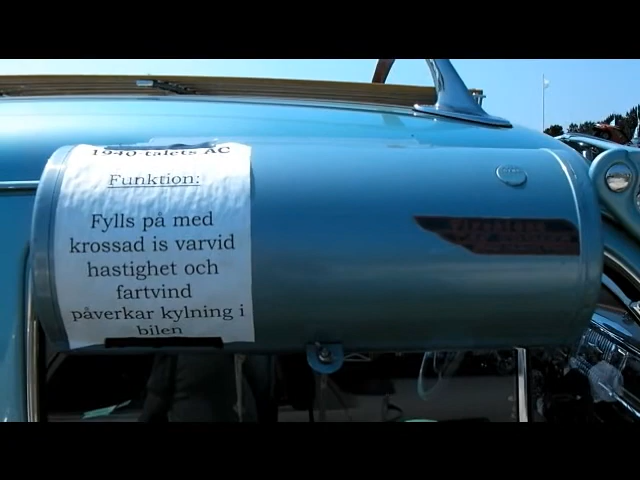 1940 talets AC
Funktion:
Fylls på med
krossad is varvid
hastighet och
fartvind
påverkar kylning i
bilen